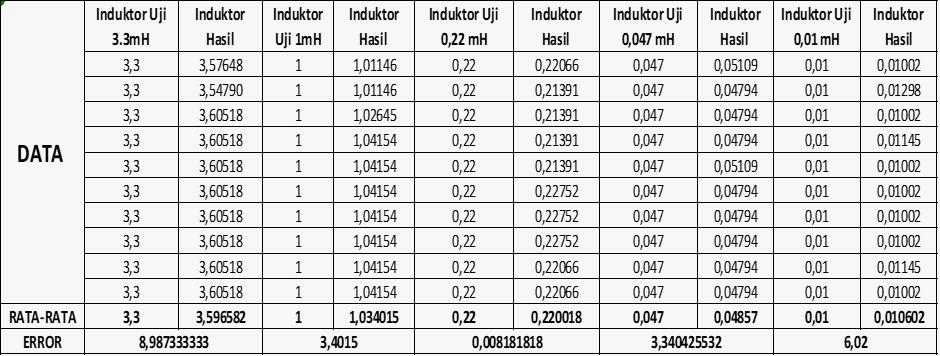 Induktor Uji 3.3mH Induktor Hasil Induktor Uji 1mH Induktor Hasil Induktor Uji 0,22 mH Induktor Hasil Induktor Uji 0,047 mH Induktor Hasil Induktor Uji 0,01 mH Induktor Hasil
3,3 3,57648 1 1,01146 0,22 0,22066 0,047 0,05109 0,01 0,01002
3,3 3,54790 1 1,01146 0,22 0,21391 0,047 0,04794 0,01 0,01298
3,3 3,60518 1 1,02645 0,22 0,21391 0,047 0,04794 0,01 0,01002
3,3 3,60518 1 1,04154 0,22 0,21391 0,047 0,04794 0,01 0,01145
DATA
3,3 3,60518 1 1,04154 0,22 0,21391 0,047 0,05109 0,01 0,01002
3,3 3,60518 1 1,04154 0,22 0,22752 0,047 0,04794 0,01 0,01002
3,3 3,60518 1 1,04154 0,22 0,22752 0,047 0,04794 0,01 0,01002
3,3 3,60518 1 1,04154 0,22 0,22752 0,047 0,04794 0,01 0,01002
3,3 3,60518 1 1,04154 0,22 0,22066 0,047 0,04794 0,01 0,01145
3,3 3,60518 1 1,04154 0,22 0,22066 0,047 0,04794 0,01 0,01002
RATA-RATA 3,3 3,596582 1 1,034015 0,22 0,220018 0,047 0,04857 0,01 0,010602
ERROR 8,987333333 3,4015 0,008181818 3,340425532 6,02